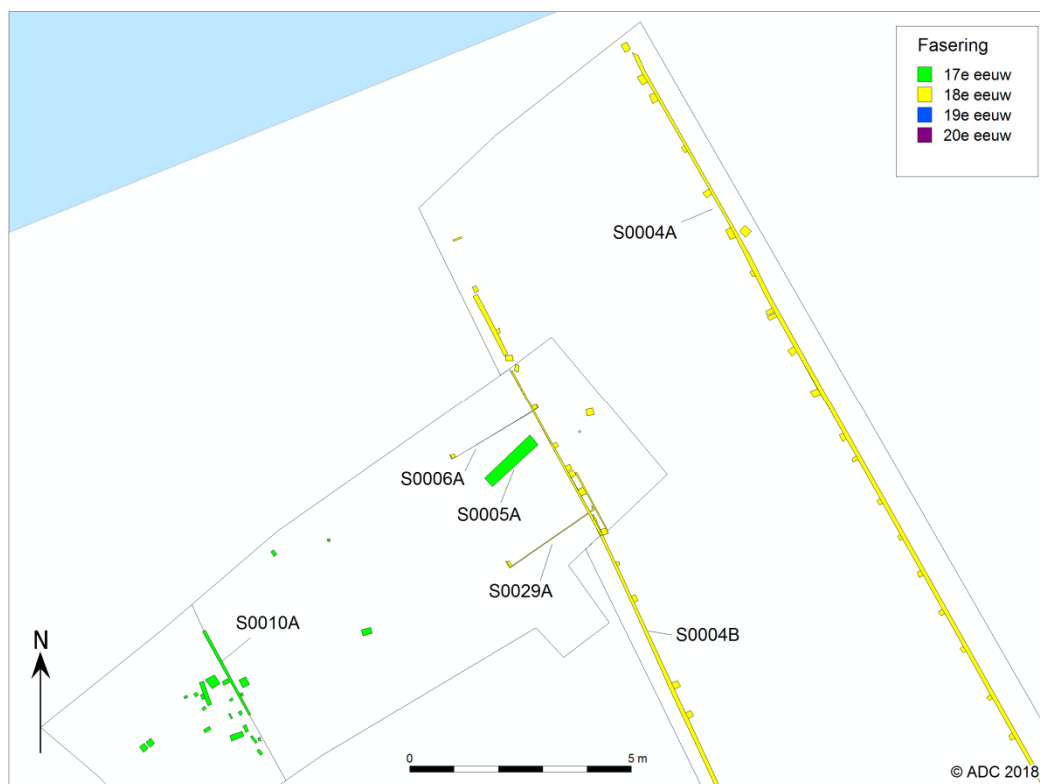 Fasering
17e eeuw
18e eeuw
19e eeuw
20e eeuw
S0004A
S0006A
S0005A
S0029A
S0010A
S0004B
N
0 5 m
© ADC 2018